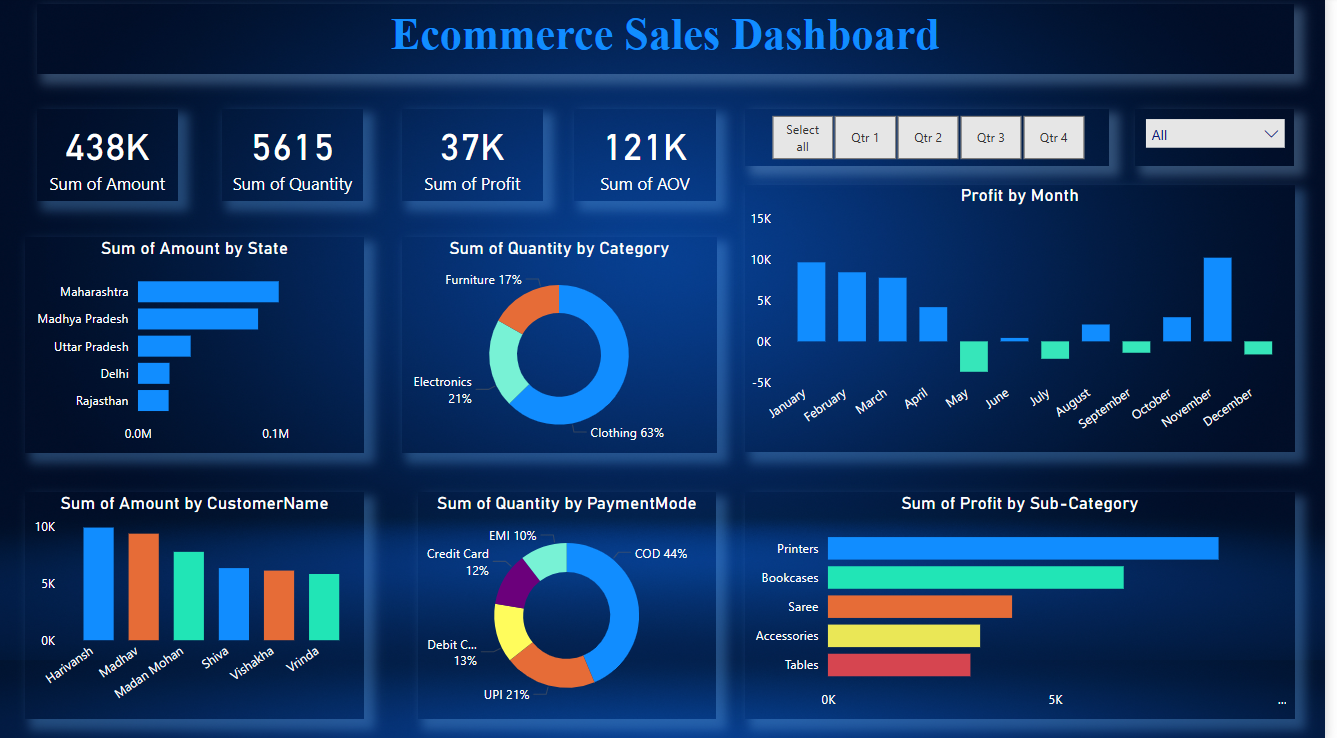 Ecommerce Sales Dashboard
438K
Sum of Amount
5615
Sum of Quantity
37K
Sum of Profit
121K
Sum of AOV
Select
all
Qtr 1
Qtr 2
Qtr 3
Qtr 4
All
Sum of Amount by State
Maharashtra
Madhya Pradesh
Uttar Pradesh
Delhi
Rajasthan
0.0M
0.1M
Sum of Quantity by Category
Furniture 17%
Electronics
21%
Clothing 63%
Profit by Month
15K
10K
5K
0K
-5K
January
February
March
April
May
June
July
August
September
October
November
December
Sum of Amount by CustomerName
10K
5K
0K
Harivansh
Madhav
Madan Mohan
Shiva
Vishakha
Vrinda
Sum of Quantity by PaymentMode
EMI 10%
Credit Card
12%
Debit C...
13%
UPI 21%
COD 44%
Sum of Profit by Sub-Category
Printers
Bookcases
Saree
Accessories
Tables
0K
5K
...